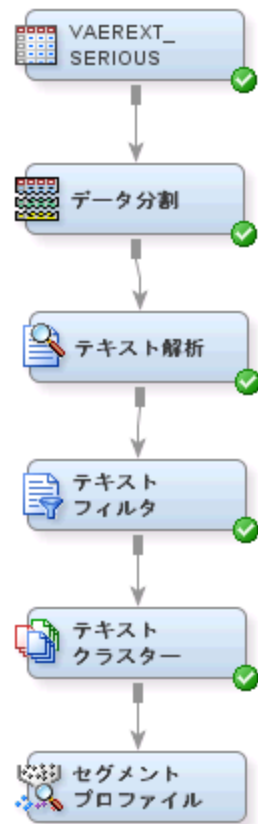 VAEREXT_
SERIOUS
データ分割
テキスト解析
テキスト
フィルタ
テキスト
クラスター
セグメント
プロファイル